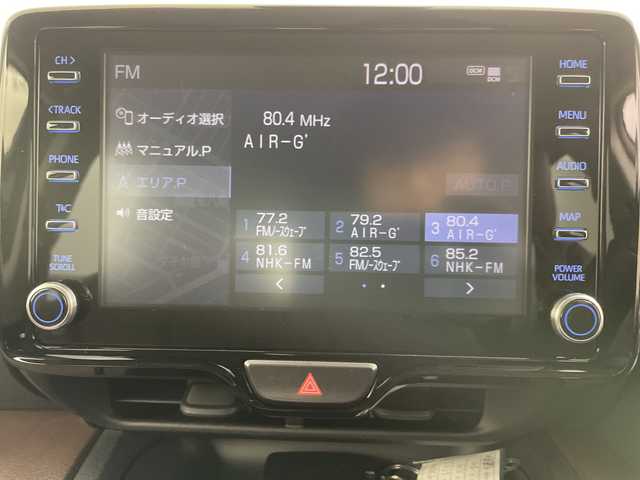 CH >
<TRACK
PHONE
T&C
TUNE
SCROLL
FM
12:00
DCM
DCM
オーディオ選択
マニュアル.P
エリア.P
音設定
80.4 MHz
AIR-G'
AUTO.P
1 77.2 FMノースウェーブ
2 79.2 AIR-G'
3 80.4 AIR-G'
4 81.6 NHK-FM
5 82.5 FMノースウェーブ
6 85.2 NHK-FM
<
>
HOME
MENU
AUDIO
MAP
POWER
VOLUME